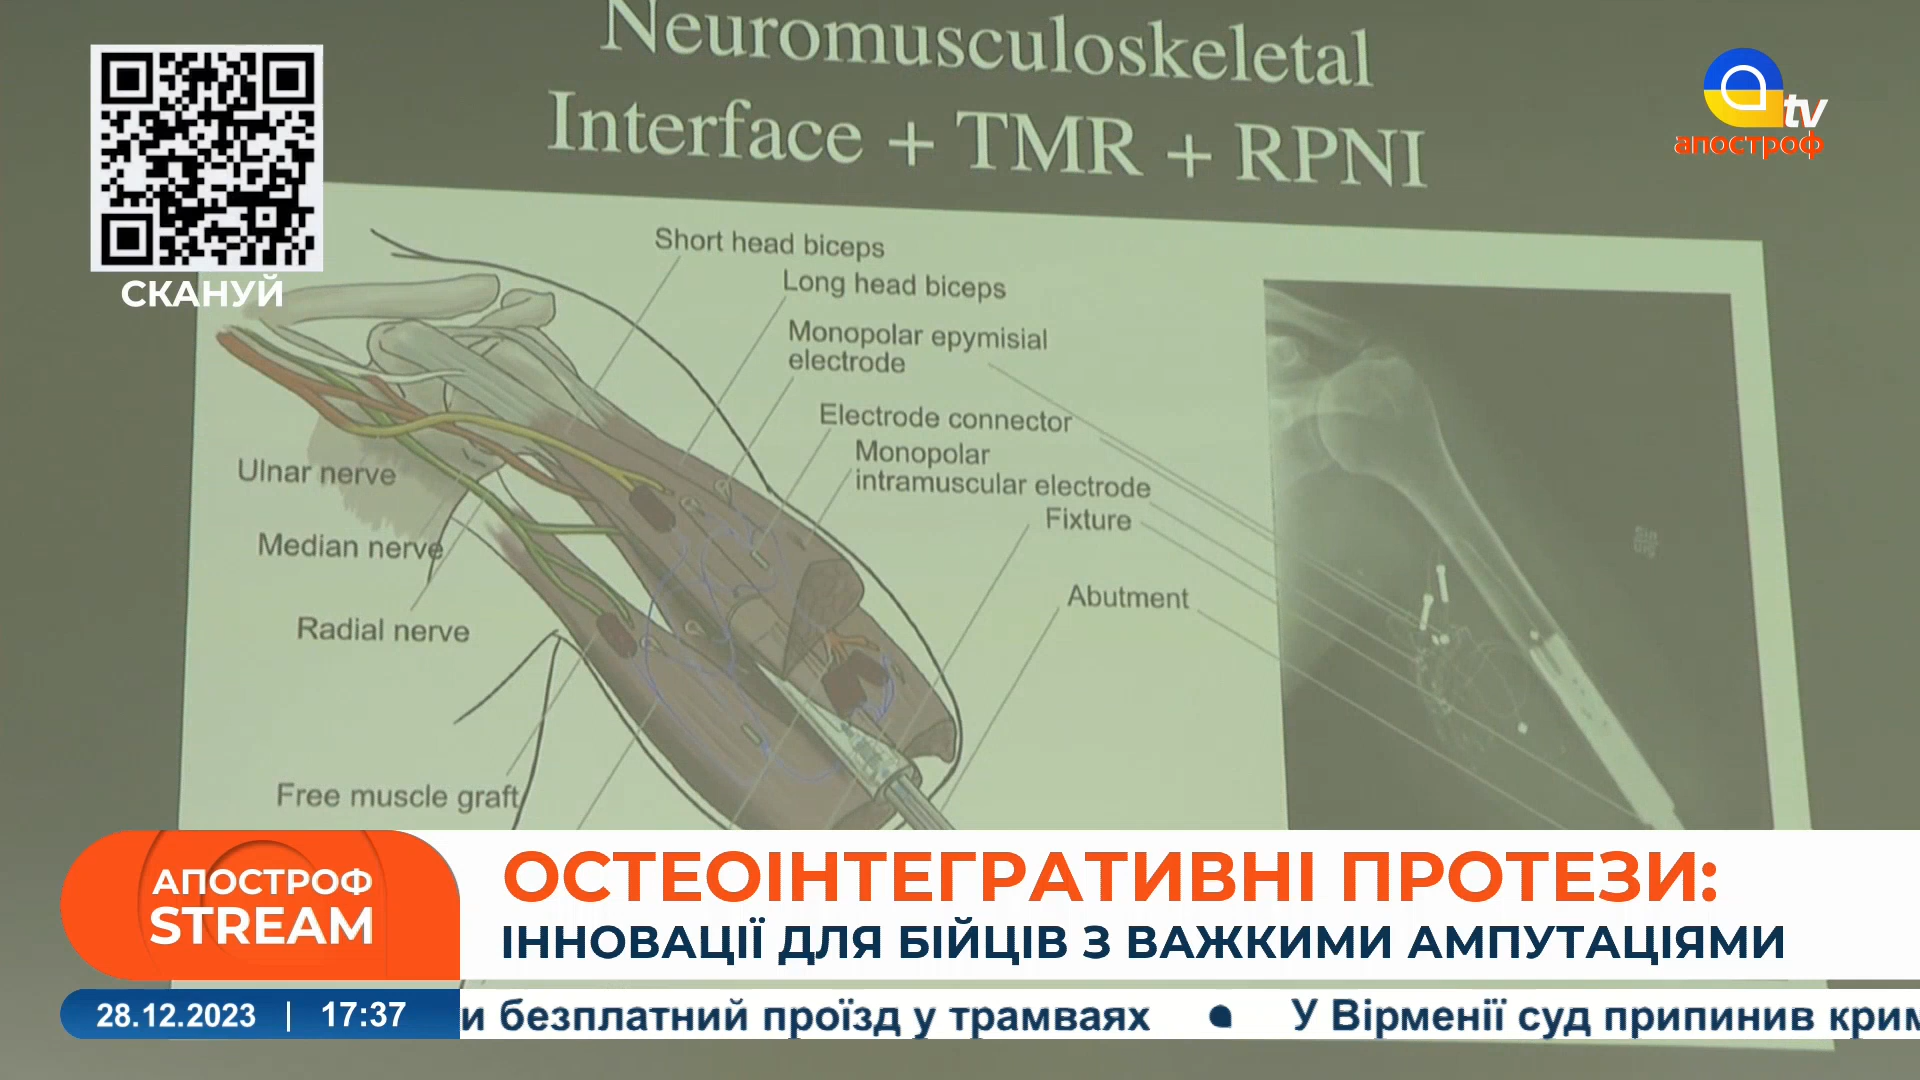 Neuromusculoskeletal
Interface + TMR + RPNI
tv
апостроф
СКАНУЙ
Short head biceps
Long head biceps
Monopolar epymisial
electrode
Electrode connector
Monopolar
intramuscular electrode
Fixture
Abutment
Ulnar nerve
Median nerve
Radial nerve
Free muscle graft
АПОСТРОФ
STREAM
ОСТЕОІНТЕГРАТИВНІ ПРОТЕЗИ:
ІННОВАЦІЇ ДЛЯ БІЙЦІВ З ВАЖКИМИ АМПУТАЦІЯМИ
28.12.2023 | 17:37
и безплатний проїзд у трамваях • У Вірменії суд припинив крим